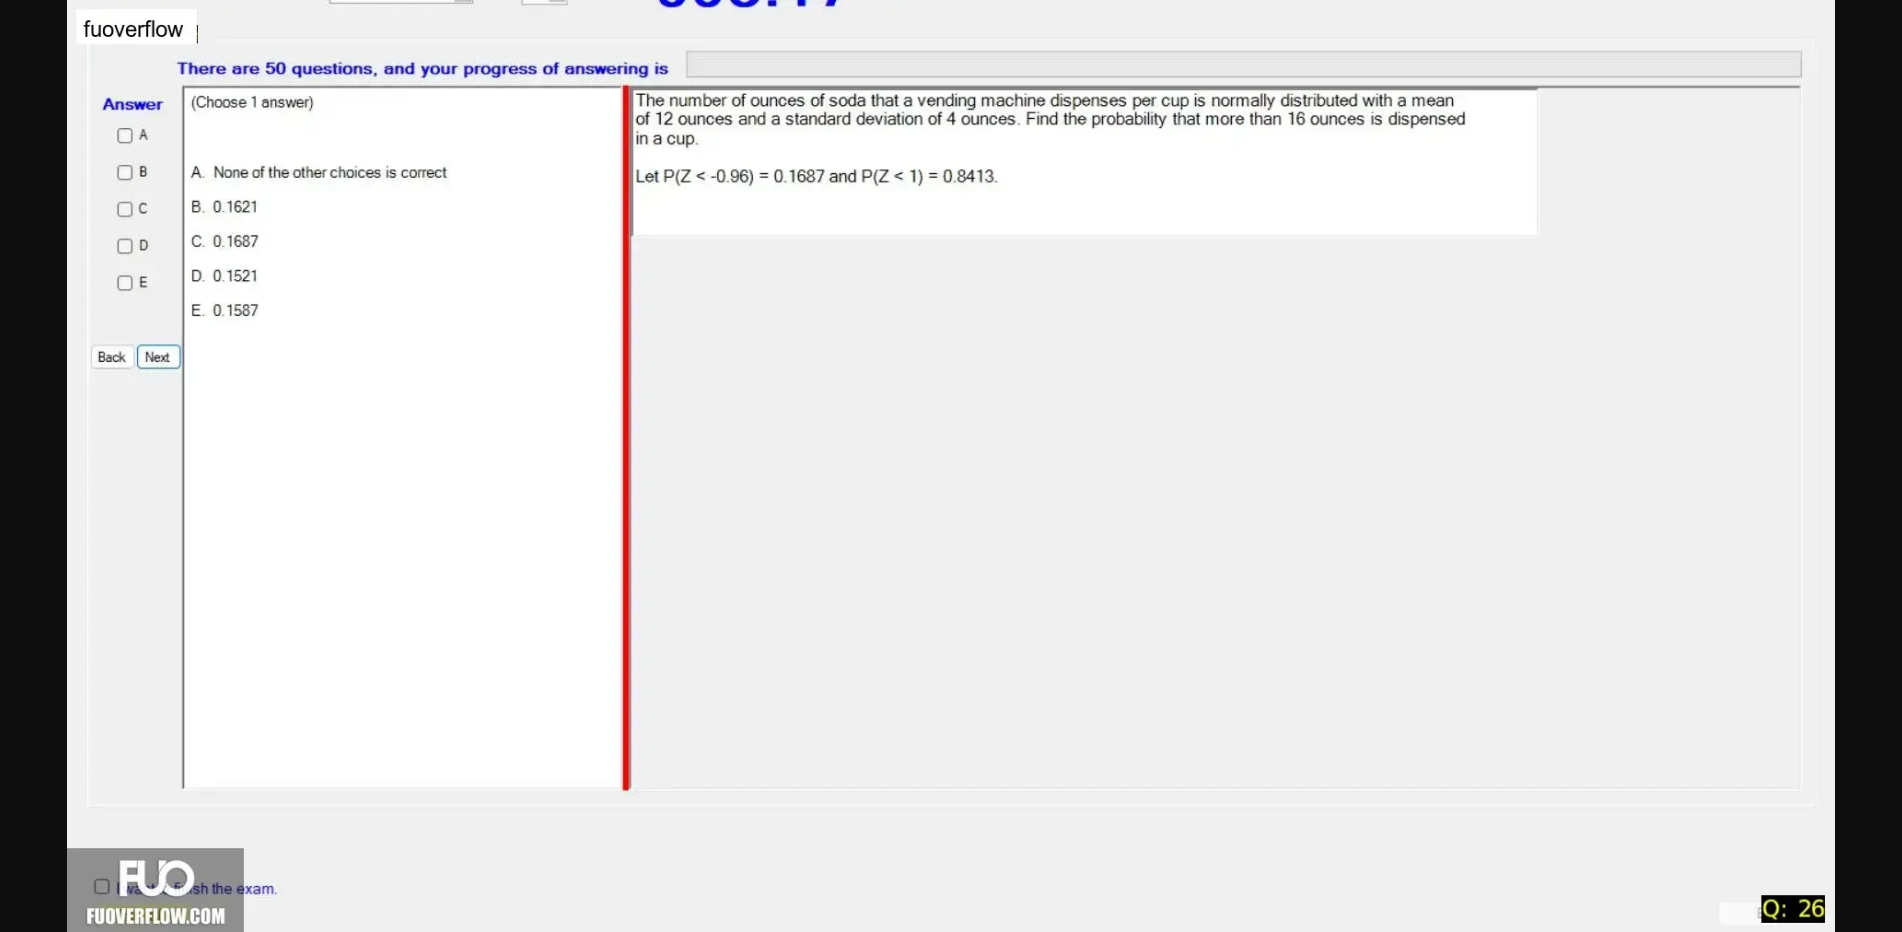 fuoverflow
There are 50 questions, and your progress of answering is
Answer
A
B
C
D
E
Back Next
(Choose 1 answer)
A. None of the other choices is correct
B. 0.1621
C. 0.1687
D. 0.1521
E. 0.1587
The number of ounces of soda that a vending machine dispenses per cup is normally distributed with a mean
of 12 ounces and a standard deviation of 4 ounces. Find the probability that more than 16 ounces is dispensed
in a cup.
Let P(Z < -0.96) = 0.1687 and P(Z < 1) = 0.8413.
the exam.
FUO
FUOVERFLOW.COM
Q: 26